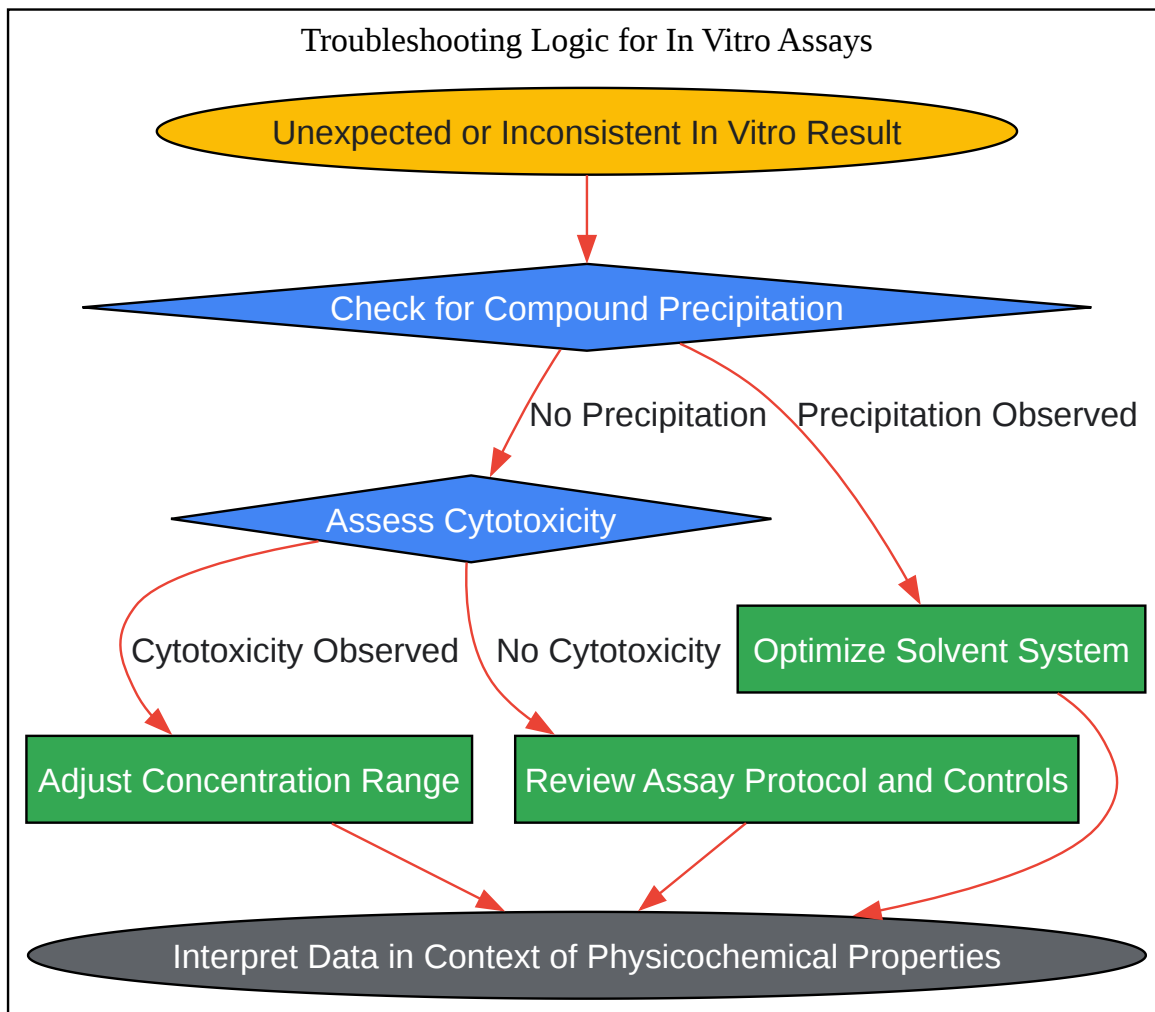 Troubleshooting Logic for In Vitro Assays
Unexpected or Inconsistent In Vitro Result
Check for Compound Precipitation
No Precipitation
Precipitation Observed
Assess Cytotoxicity
Cytotoxicity Observed
No Cytotoxicity
Optimize Solvent System
Adjust Concentration Range
Review Assay Protocol and Controls
Interpret Data in Context of Physicochemical Properties